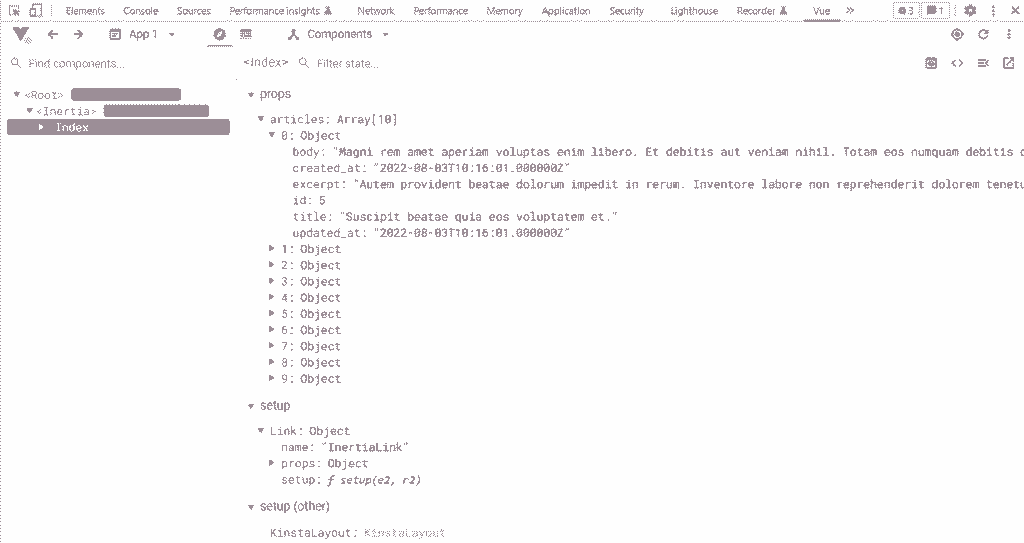 Elements Console Sources Performance insights Network Performance Memory Application Security Lighthouse Recorder Vue » 3 1
App 1 Components
Find components...
<Index> Filter state...
<Root>
<Inertia>
Index
props
articles: Array[10]
0: Object
body: "Magni rem amet aperiam voluptas enim libero. Et debitis aut veniam nihil. Totam eos numquam debitis
created_at: "2022-08-03T10:16:01.000000Z"
excerpt: "Autem provident beatae dolorum impedit in rerum. Inventore labore non reprehenderit dolorem tenetu
id: 5
title: "Suscipit beatae quia eos voluptatem et."
updated_at: "2022-08-03T10:16:01.000000Z"
1: Object
2: Object
3: Object
4: Object
5: Object
6: Object
7: Object
8: Object
9: Object
setup
Link: Object
name: "InertiaLink"
props: Object
setup: ƒ setup(e2, r2)
setup (other)
KinstaLayout: KinstaLayout